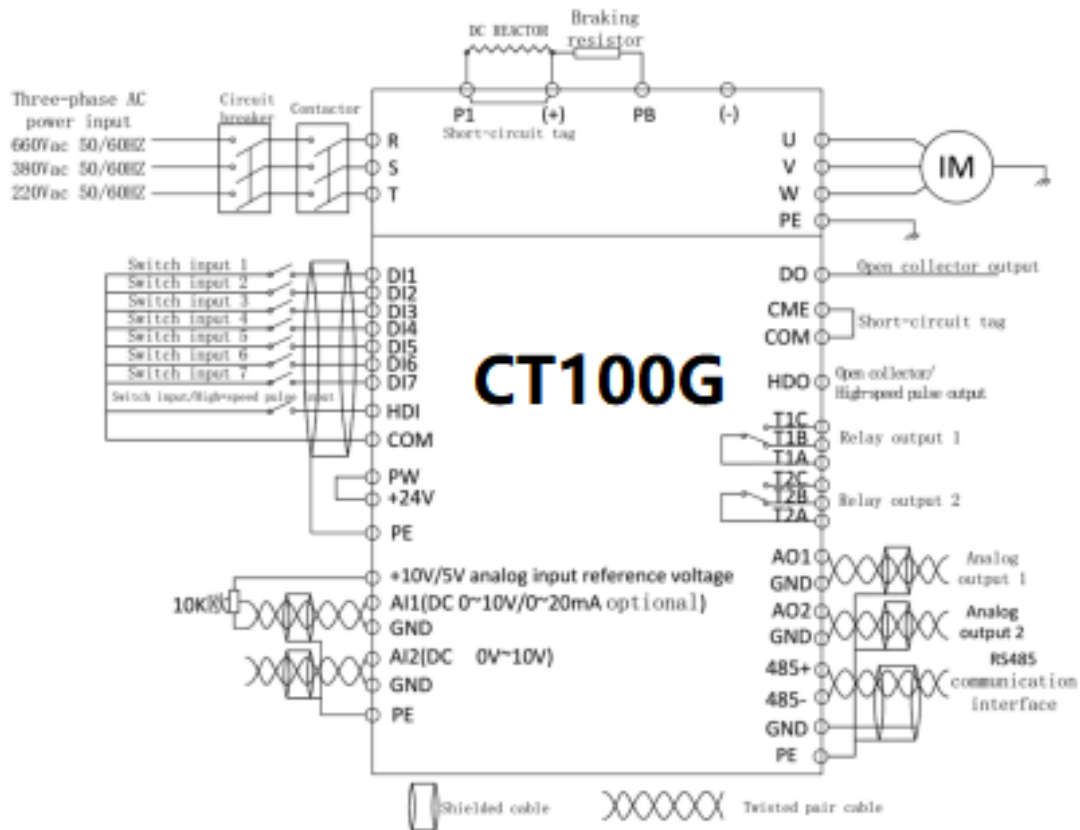 DC REACTOR
Braking
resistor
P1
(+)
PB
(-)
Short-circuit tag
Three-phase AC
power input
660Vac 50/60HZ
380Vac 50/60HZ
220Vac 50/60HZ
Circuit
breaker
Contactor
R
S
T
U
V
W
PE
IM
Switch input 1
Switch input 2
Switch input 3
Switch input 4
Switch input 5
Switch input 6
Switch input 7
Switch input/High-speed pulse input
DI1
DI2
DI3
DI4
DI5
DI6
DI7
HDI
COM
PW
+24V
PE
CT100G
DO
Open collector output
CME
COM
Short-circuit tag
HDO
Open collector/
High-speed pulse output
T1C
T1B
T1A
Relay output 1
T2C
T2B
T2A
Relay output 2
+10V/5V analog input reference voltage
10K
AI1(DC 0~10V/0~20mA optional)
GND
AI2(DC 0V~10V)
GND
PE
AO1
GND
Analog
output 1
AO2
GND
Analog
output 2
485+
485-
GND
PE
RS485
communication
interface
Shielded cable
Twisted pair cable